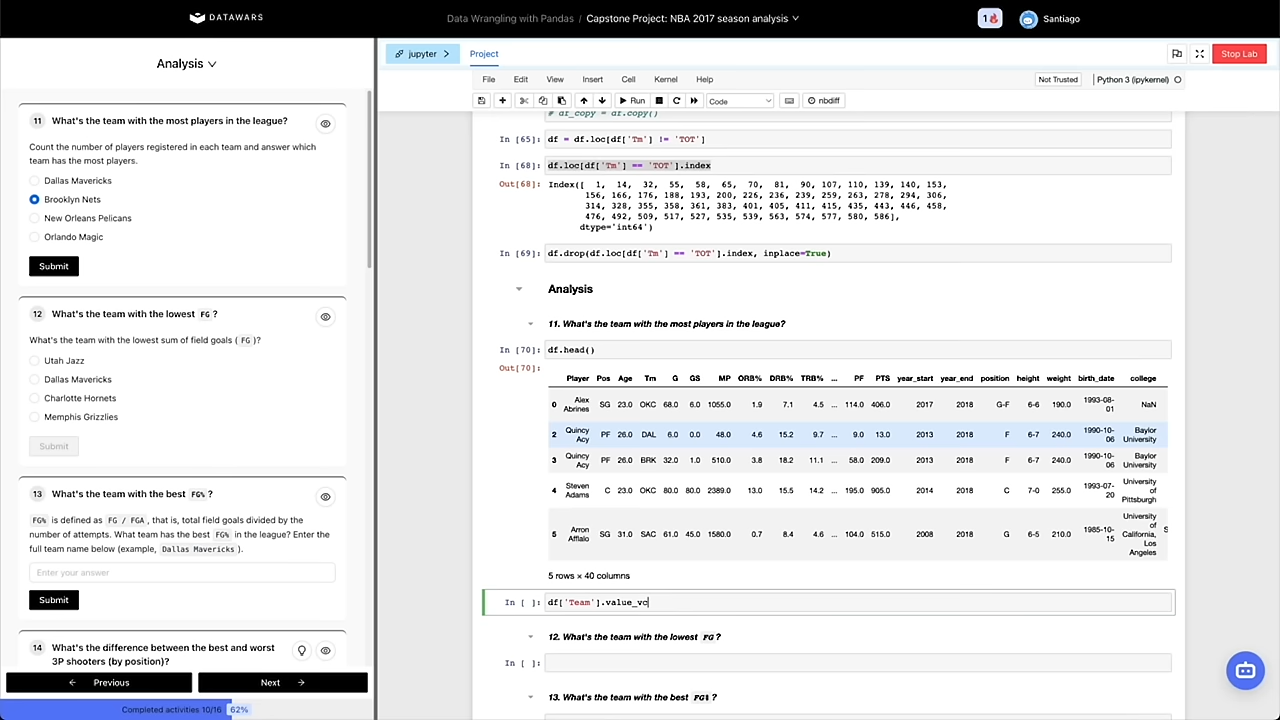 DATAWARS
Data Wrangling with Pandas / Capstone Project: NBA 2017 season analysis
1
Santiago
Analysis
11 What's the team with the most players in the league?
Count the number of players registered in each team and answer which
team has the most players.
Dallas Mavericks
Brooklyn Nets
New Orleans Pelicans
Orlando Magic
Submit
12 What's the team with the lowest FG ?
What's the team with the lowest sum of field goals ( FG )?
Utah Jazz
Dallas Mavericks
Charlotte Hornets
Memphis Grizzlies
Submit
13 What's the team with the best FG% ?
FG% is defined as FG / FGA , that is, total field goals divided by the
number of attempts. What team has the best FG% in the league? Enter the
full team name below (example, Dallas Mavericks ).
Enter your answer
Submit
14 What's the difference between the best and worst
3P shooters (by position)?
← Previous
Next →
Completed activities 10/16 62%
jupyter
Project
Stop Lab
File Edit View Insert Cell Kernel Help
Not Trusted
Python 3 (ipykernel)
Run
Code
nbdiff
# df_copy = df.copy()
In [65]: df = df.loc[df['Tm'] != 'TOT']
In [68]: df.loc[df['Tm'] == 'TOT'].index
Out[68]: Index([ 1, 14, 32, 55, 58, 65, 70, 81, 90, 107, 110, 139, 140, 153,
156, 166, 176, 188, 193, 200, 226, 236, 239, 259, 263, 278, 294, 306,
314, 328, 355, 358, 361, 383, 401, 405, 411, 415, 435, 443, 446, 458,
476, 492, 509, 517, 527, 535, 539, 563, 574, 577, 580, 586],
dtype='int64')
In [69]: df.drop(df.loc[df['Tm'] == 'TOT'].index, inplace=True)
Analysis
11. What's the team with the most players in the league?
In [70]: df.head()
Out[70]:
Player Pos Age Tm G GS MP ORB% DRB% TRB% ... PF PTS year_start year_end position height weight birth_date college
0 Alex Abrines SG 23.0 OKC 68.0 6.0 1055.0 1.9 7.1 4.5 ... 114.0 406.0 2017 2018 G-F 6-6 190.0 1993-08-01 NaN
2 Quincy Acy PF 26.0 DAL 6.0 0.0 48.0 4.6 15.2 9.7 ... 9.0 13.0 2013 2018 F 6-7 240.0 1990-10-06 Baylor University
3 Quincy Acy PF 26.0 BRK 32.0 1.0 510.0 3.8 18.2 11.1 ... 58.0 209.0 2013 2018 F 6-7 240.0 1990-10-06 Baylor University
4 Steven Adams C 23.0 OKC 80.0 80.0 2389.0 13.0 15.5 14.2 ... 195.0 905.0 2014 2018 C 7-0 255.0 1993-07-20 University of Pittsburgh
5 Arron Afflalo SG 31.0 SAC 61.0 45.0 1580.0 0.7 8.4 4.6 ... 104.0 515.0 2008 2018 G 6-5 210.0 1985-10-15 University of California, Los Angeles S
5 rows × 40 columns
In [ ]: df['Team'].value_vc
12. What's the team with the lowest FG ?
In [ ]:
13. What's the team with the best FG% ?